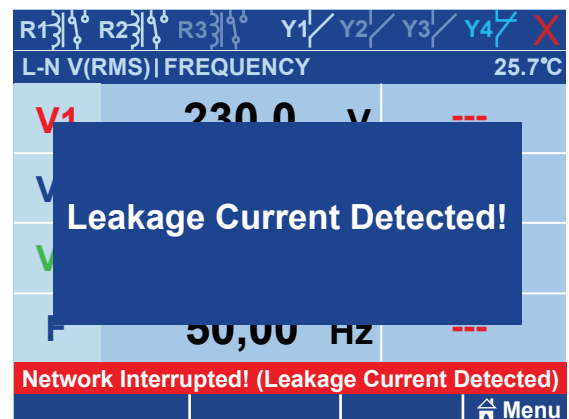 R1 R2 R3 Y1 Y2 Y3 Y4 X
L-N V(RMS)|FREQUENCY 25.7°C
V1 230.0 V ---
Leakage Current Detected!
F 50,00 Hz ---
Network Interrupted! (Leakage Current Detected)
Menu